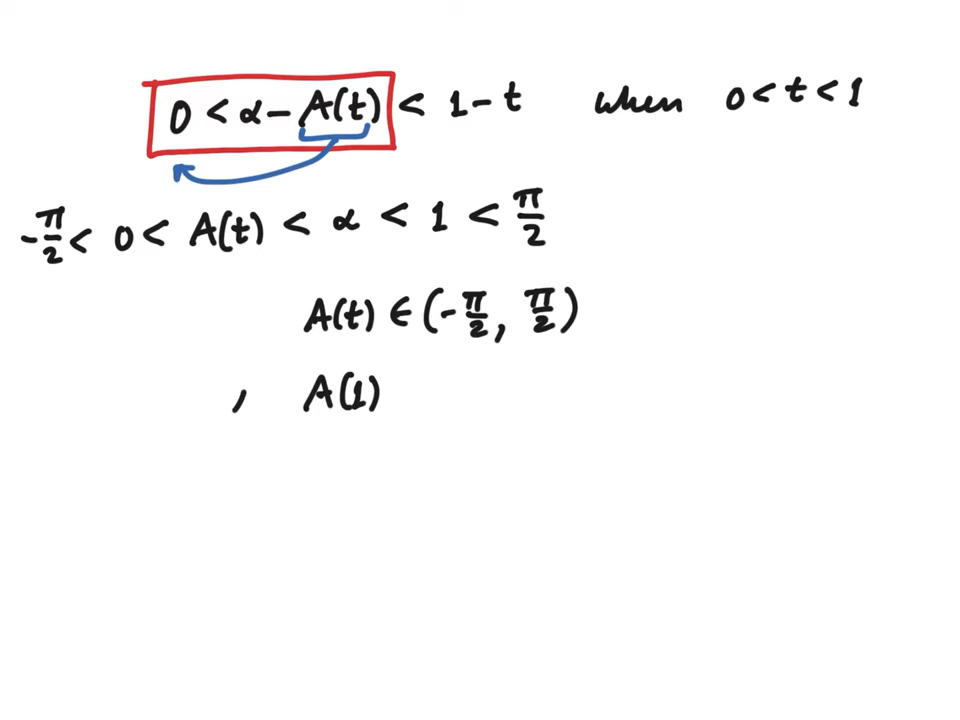 0 < α − A(t) < 1 − t when 0 < t < 1
−π/2 < 0 < A(t) < α < 1 < π/2
A(t) ∈ (−π/2, π/2)
, A(1)